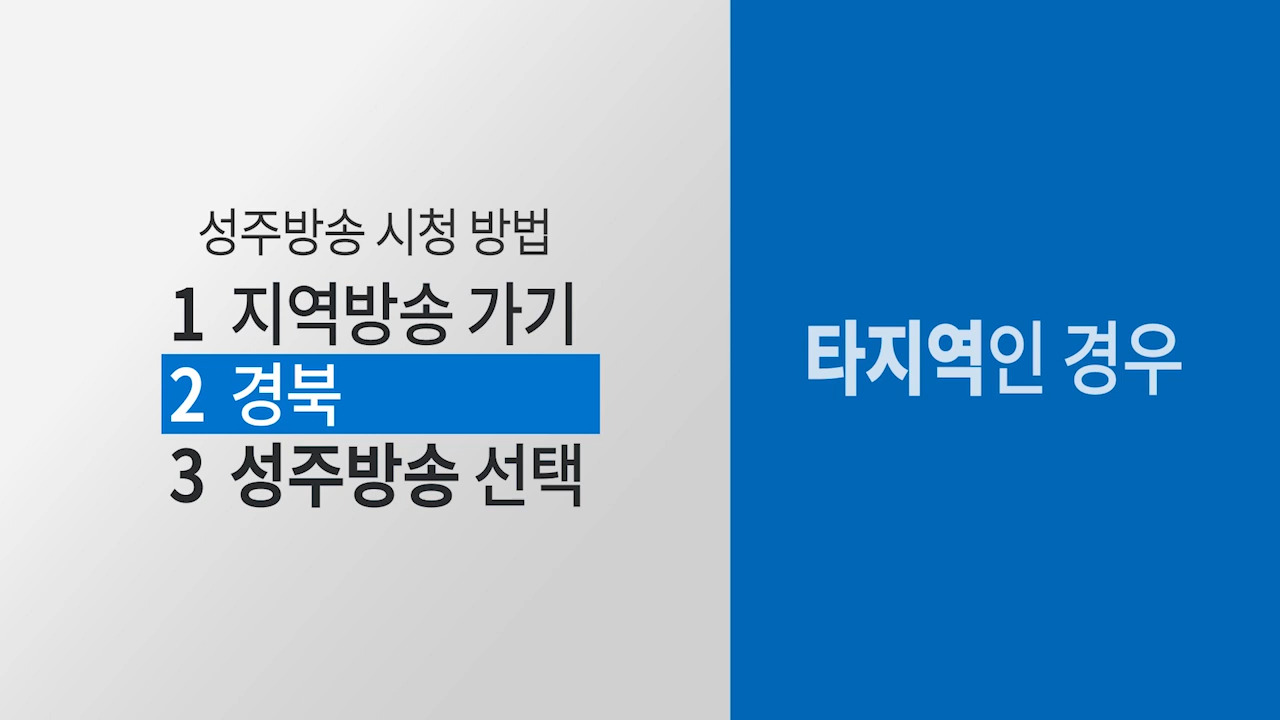 성주방송 시청 방법
1 지역방송 가기
2 경북
3 성주방송 선택
타지역인 경우